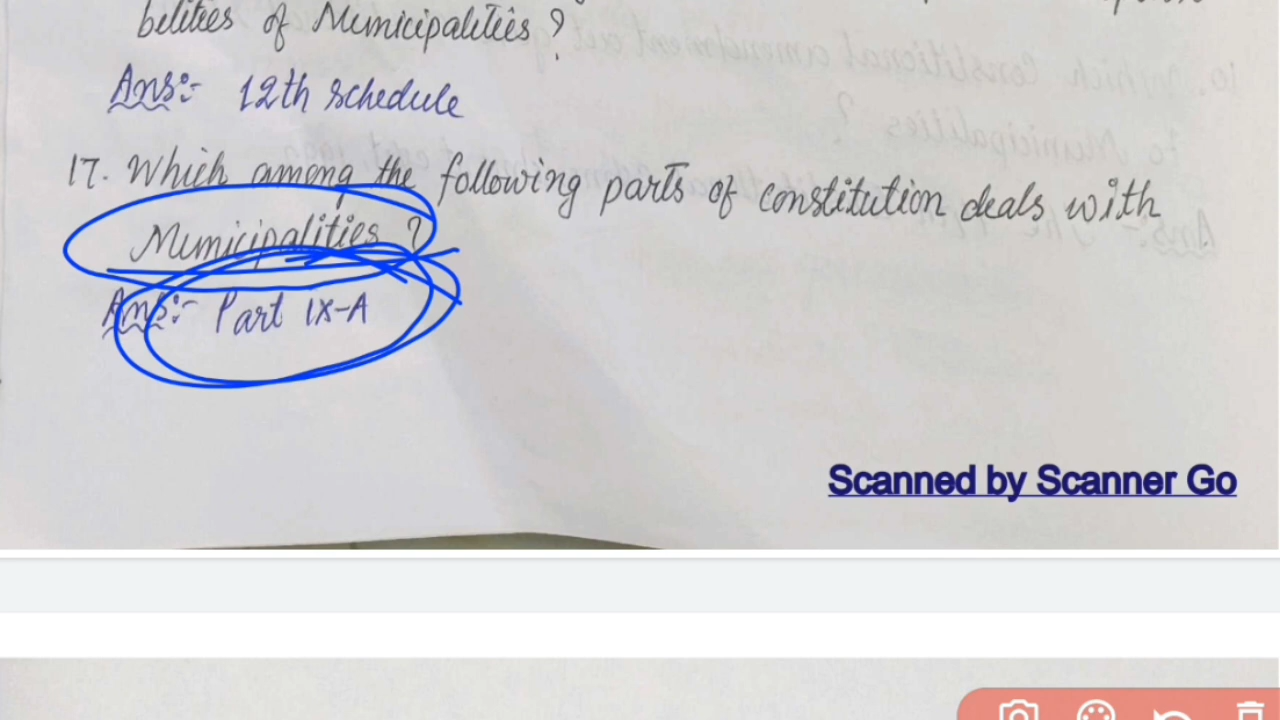 belities of Municipalities ?
Ans:- 12th schedule
17. Which among the following parts of constitution deals with
Municipalities ?
Ans:- Part IX-A
Scanned by Scanner Go